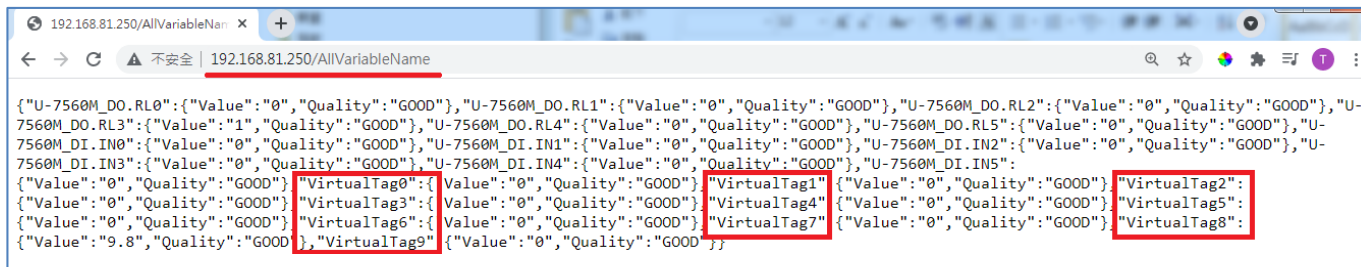 192.168.81.250/AllVariableNan
不安全 | 192.168.81.250/AllVariableName
T
{"U-7560M_DO.RL0":{"Value":"0","Quality":"GOOD"},"U-7560M_DO.RL1":{"Value":"0","Quality":"GOOD"},"U-7560M_DO.RL2":{"Value":"0","Quality":"GOOD"},"U-
7560M_DO.RL3":{"Value":"1","Quality":"GOOD"},"U-7560M_DO.RL4":{"Value":"0","Quality":"GOOD"},"U-7560M_DO.RL5":{"Value":"0","Quality":"GOOD"},"U-
7560M_DI.IN0":{"Value":"0","Quality":"GOOD"},"U-7560M_DI.IN1":{"Value":"0","Quality":"GOOD"},"U-7560M_DI.IN2":{"Value":"0","Quality":"GOOD"},"U-
7560M_DI.IN3":{"Value":"0","Quality":"GOOD"},"U-7560M_DI.IN4":{"Value":"0","Quality":"GOOD"},"U-7560M_DI.IN5":
{"Value":"0","Quality":"GOOD"},"VirtualTag0":{"Value":"0","Quality":"GOOD"},"VirtualTag1":{"Value":"0","Quality":"GOOD"},"VirtualTag2":
{"Value":"0","Quality":"GOOD"},"VirtualTag3":{"Value":"0","Quality":"GOOD"},"VirtualTag4":{"Value":"0","Quality":"GOOD"},"VirtualTag5":
{"Value":"0","Quality":"GOOD"},"VirtualTag6":{"Value":"0","Quality":"GOOD"},"VirtualTag7":{"Value":"0","Quality":"GOOD"},"VirtualTag8":
{"Value":"9.8","Quality":"GOOD"},"VirtualTag9":{"Value":"0","Quality":"GOOD"}}